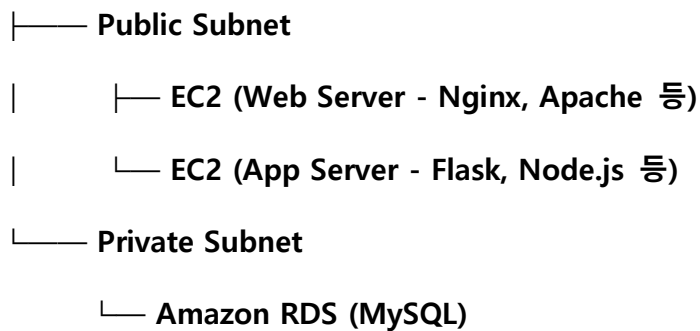 ├── Public Subnet
│ ├── EC2 (Web Server - Nginx, Apache 등)
│ └── EC2 (App Server - Flask, Node.js 등)
└── Private Subnet
└── Amazon RDS (MySQL)